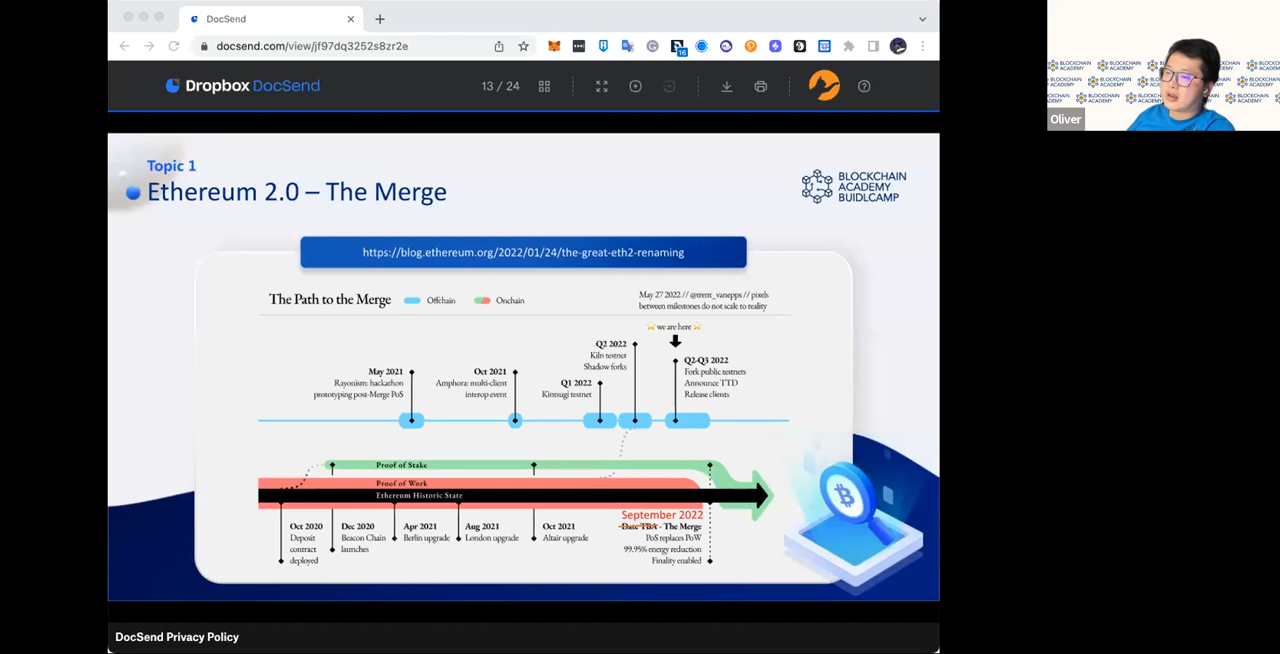 DocSend
docsend.com/view/jf97dq3252s8zr2e
16
Dropbox DocSend
13 / 24
Oliver
Topic 1
Ethereum 2.0 – The Merge
BLOCKCHAIN
ACADEMY
BUIDLCAMP
https://blog.ethereum.org/2022/01/24/the-great-eth2-renaming
The Path to the Merge
Offchain
Onchain
May 27 2022 // @trent_vanepps // pixels
between milestones do not scale to reality
we are here
Q2 2022
Kiln testnet
Shadow forks
Q2-Q3 2022
Fork public testnets
Announce TTD
Release clients
May 2021
Rayonism: hackathon
prototyping post-Merge PoS
Oct 2021
Amphora: multi-client
interop event
Q1 2022
Kintsugi testnet
Proof of Stake
Proof of Work
Ethereum Historic State
September 2022
Oct 2020
Deposit
contract
deployed
Dec 2020
Beacon Chain
launches
Apr 2021
Berlin upgrade
Aug 2021
London upgrade
Oct 2021
Altair upgrade
Date TBA - The Merge
PoS replaces PoW
99.95% energy reduction
Finality enabled
DocSend Privacy Policy
BLOCKCHAIN
ACADEMY